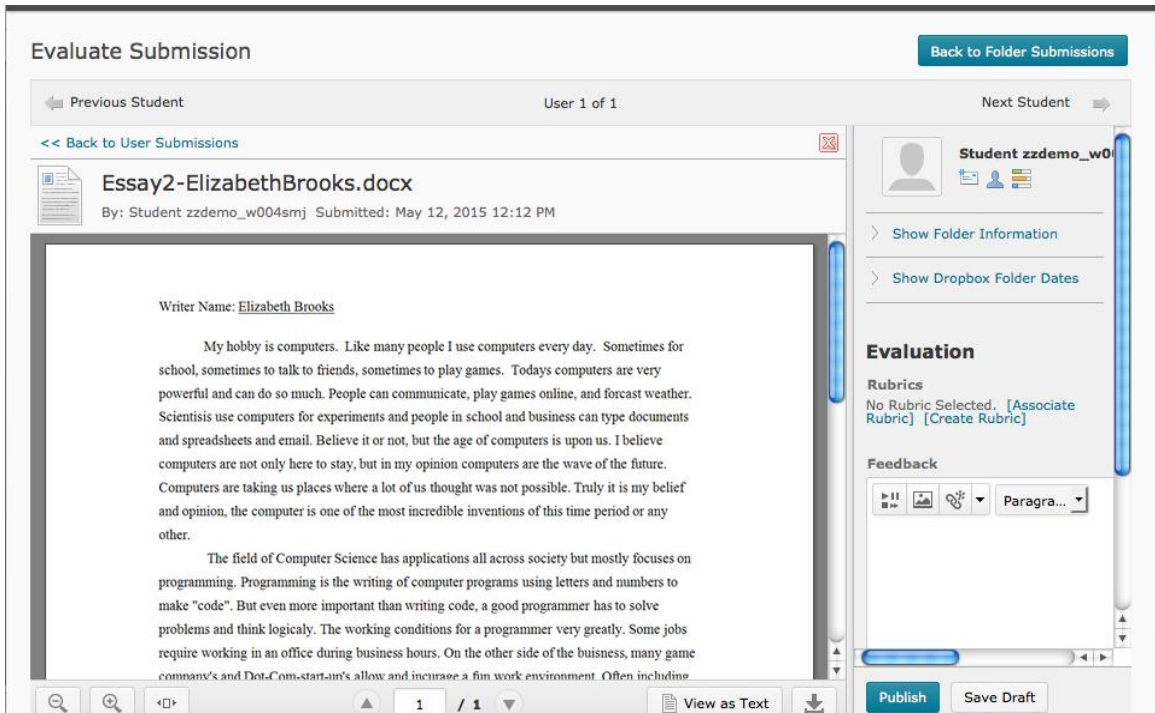 Evaluate Submission
Back to Folder Submissions
Previous Student
User 1 of 1
Next Student
<< Back to User Submissions
Essay2-ElizabethBrooks.docx
By: Student zzdemo_w004smj Submitted: May 12, 2015 12:12 PM
Writer Name: Elizabeth Brooks
My hobby is computers. Like many people I use computers every day. Sometimes for
school, sometimes to talk to friends, sometimes to play games. Todays computers are very
powerful and can do so much. People can communicate, play games online, and forcast weather.
Scientisis use computers for experiments and people in school and business can type documents
and spreadsheets and email. Believe it or not, but the age of computers is upon us. I believe
computers are not only here to stay, but in my opinion computers are the wave of the future.
Computers are taking us places where a lot of us thought was not possible. Truly it is my belief
and opinion, the computer is one of the most incredible inventions of this time period or any
other.
The field of Computer Science has applications all across society but mostly focuses on
programming. Programming is the writing of computer programs using letters and numbers to
make "code". But even more important than writing code, a good programmer has to solve
problems and think logicaly. The working conditions for a programmer very greatly. Some jobs
require working in an office during business hours. On the other side of the buisness, many game
company's and Dot-Com-start-up's allow and incurage a fun work environment. Often including
1 / 1
View as Text
Student zzdemo_w00
Show Folder Information
Show Dropbox Folder Dates
Evaluation
Rubrics
No Rubric Selected. [Associate
Rubric] [Create Rubric]
Feedback
Paragra...
Publish
Save Draft